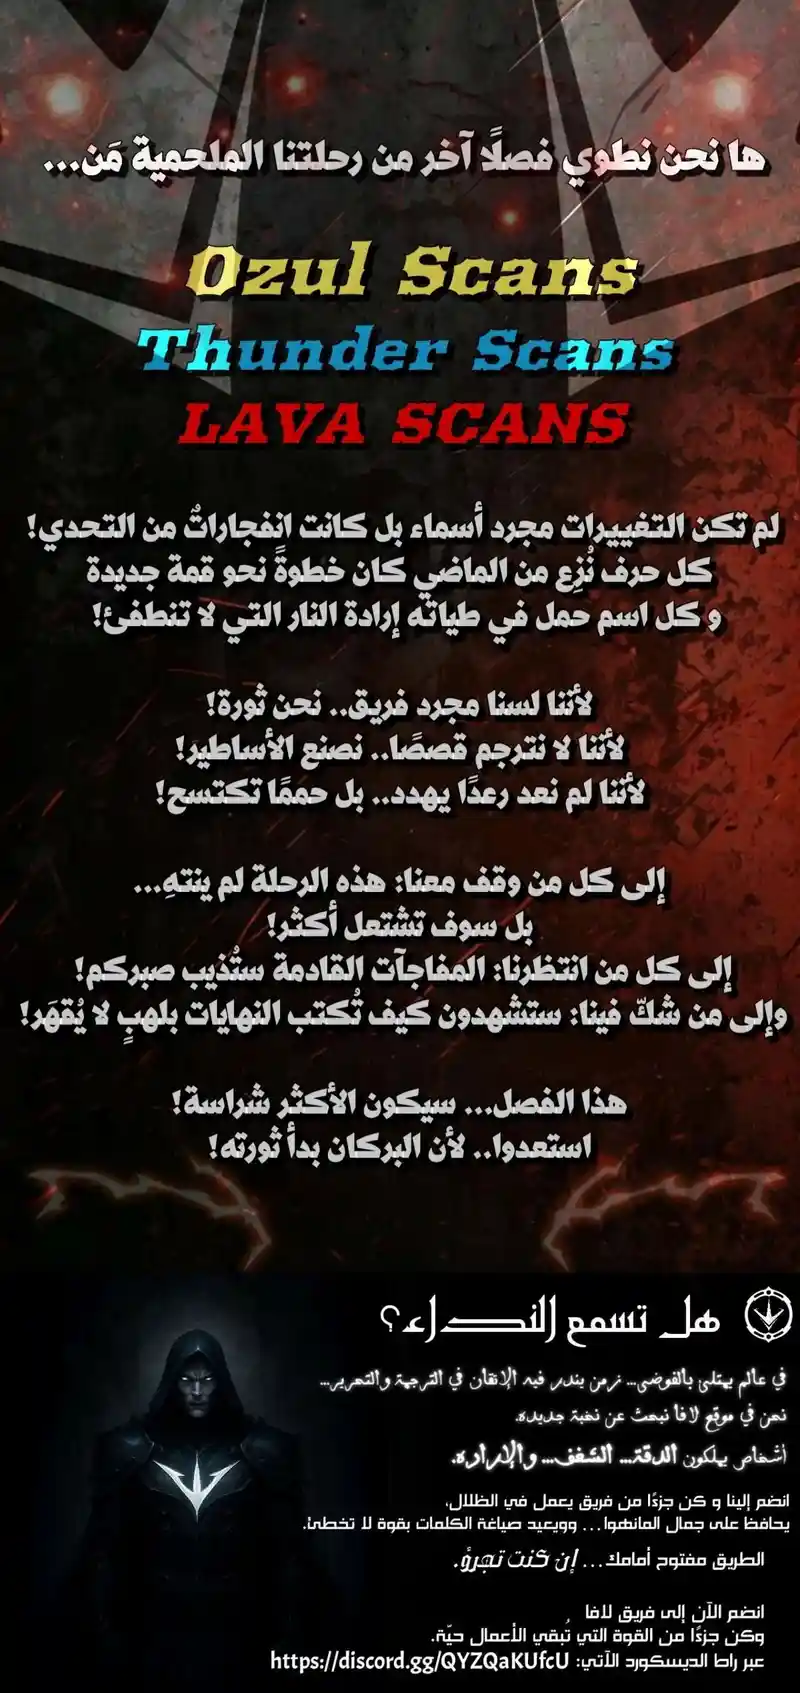 ها نحن نطوي فصلًا آخر من رحلتنا الملحمية مَن...
Ozul Scans
Thunder Scans
LAVA SCANS
لم تكن التغييرات مجرد أسماء بل كانت انفجاراتٌ من التحدي!
كل حرف نُزِع من الماضي كان خطوةً نحو قمة جديدة
و كل اسم حمل في طياته إرادة النار التي لا تنطفئ!
لأننا لسنا مجرد فريق.. نحن ثورة!
لأننا لا نترجم قصصًا.. نصنع الأساطير!
لأننا لم نعد رعدًا يهدد.. بل حممًا تكتسح!
إلى كل من وقف معنا: هذه الرحلة لم ينتهِ...
بل سوف تشتعل أكثر!
إلى كل من انتظرنا: المفاجآت القادمة ستُذيب صبركم!
وإلى من شكّ فينا: ستشهدون كيف تُكتب النهايات بلهبٍ لا يُقهَر!
هذا الفصل... سيكون الأكثر شراسة!
استعدوا.. لأن البركان بدأ ثورته!
هل تسمع النداء؟
في عالم يمتلئ بالفوضى... زمن يندر فيه الإتقان في الترجمة والتحرير...
نحن في موقع لافا نبحث عن نخبة جديدة.
أشخاص يملكون الدقة... الشغف... والإرادة.
انضم إلينا و كن جزءًا من فريق يعمل في الظلال،
يحافظ على جمال المانهوا... وويعيد صياغة الكلمات بقوة لا تخطئ.
الطريق مفتوح أمامك... إن كنت تجرؤ.
انضم الآن إلى فريق لافا
وكن جزءًا من القوة التي تُبقي الأعمال حيّة.
عبر راط الديسكورد الآتي: https://discord.gg/QYZQaKUfcU